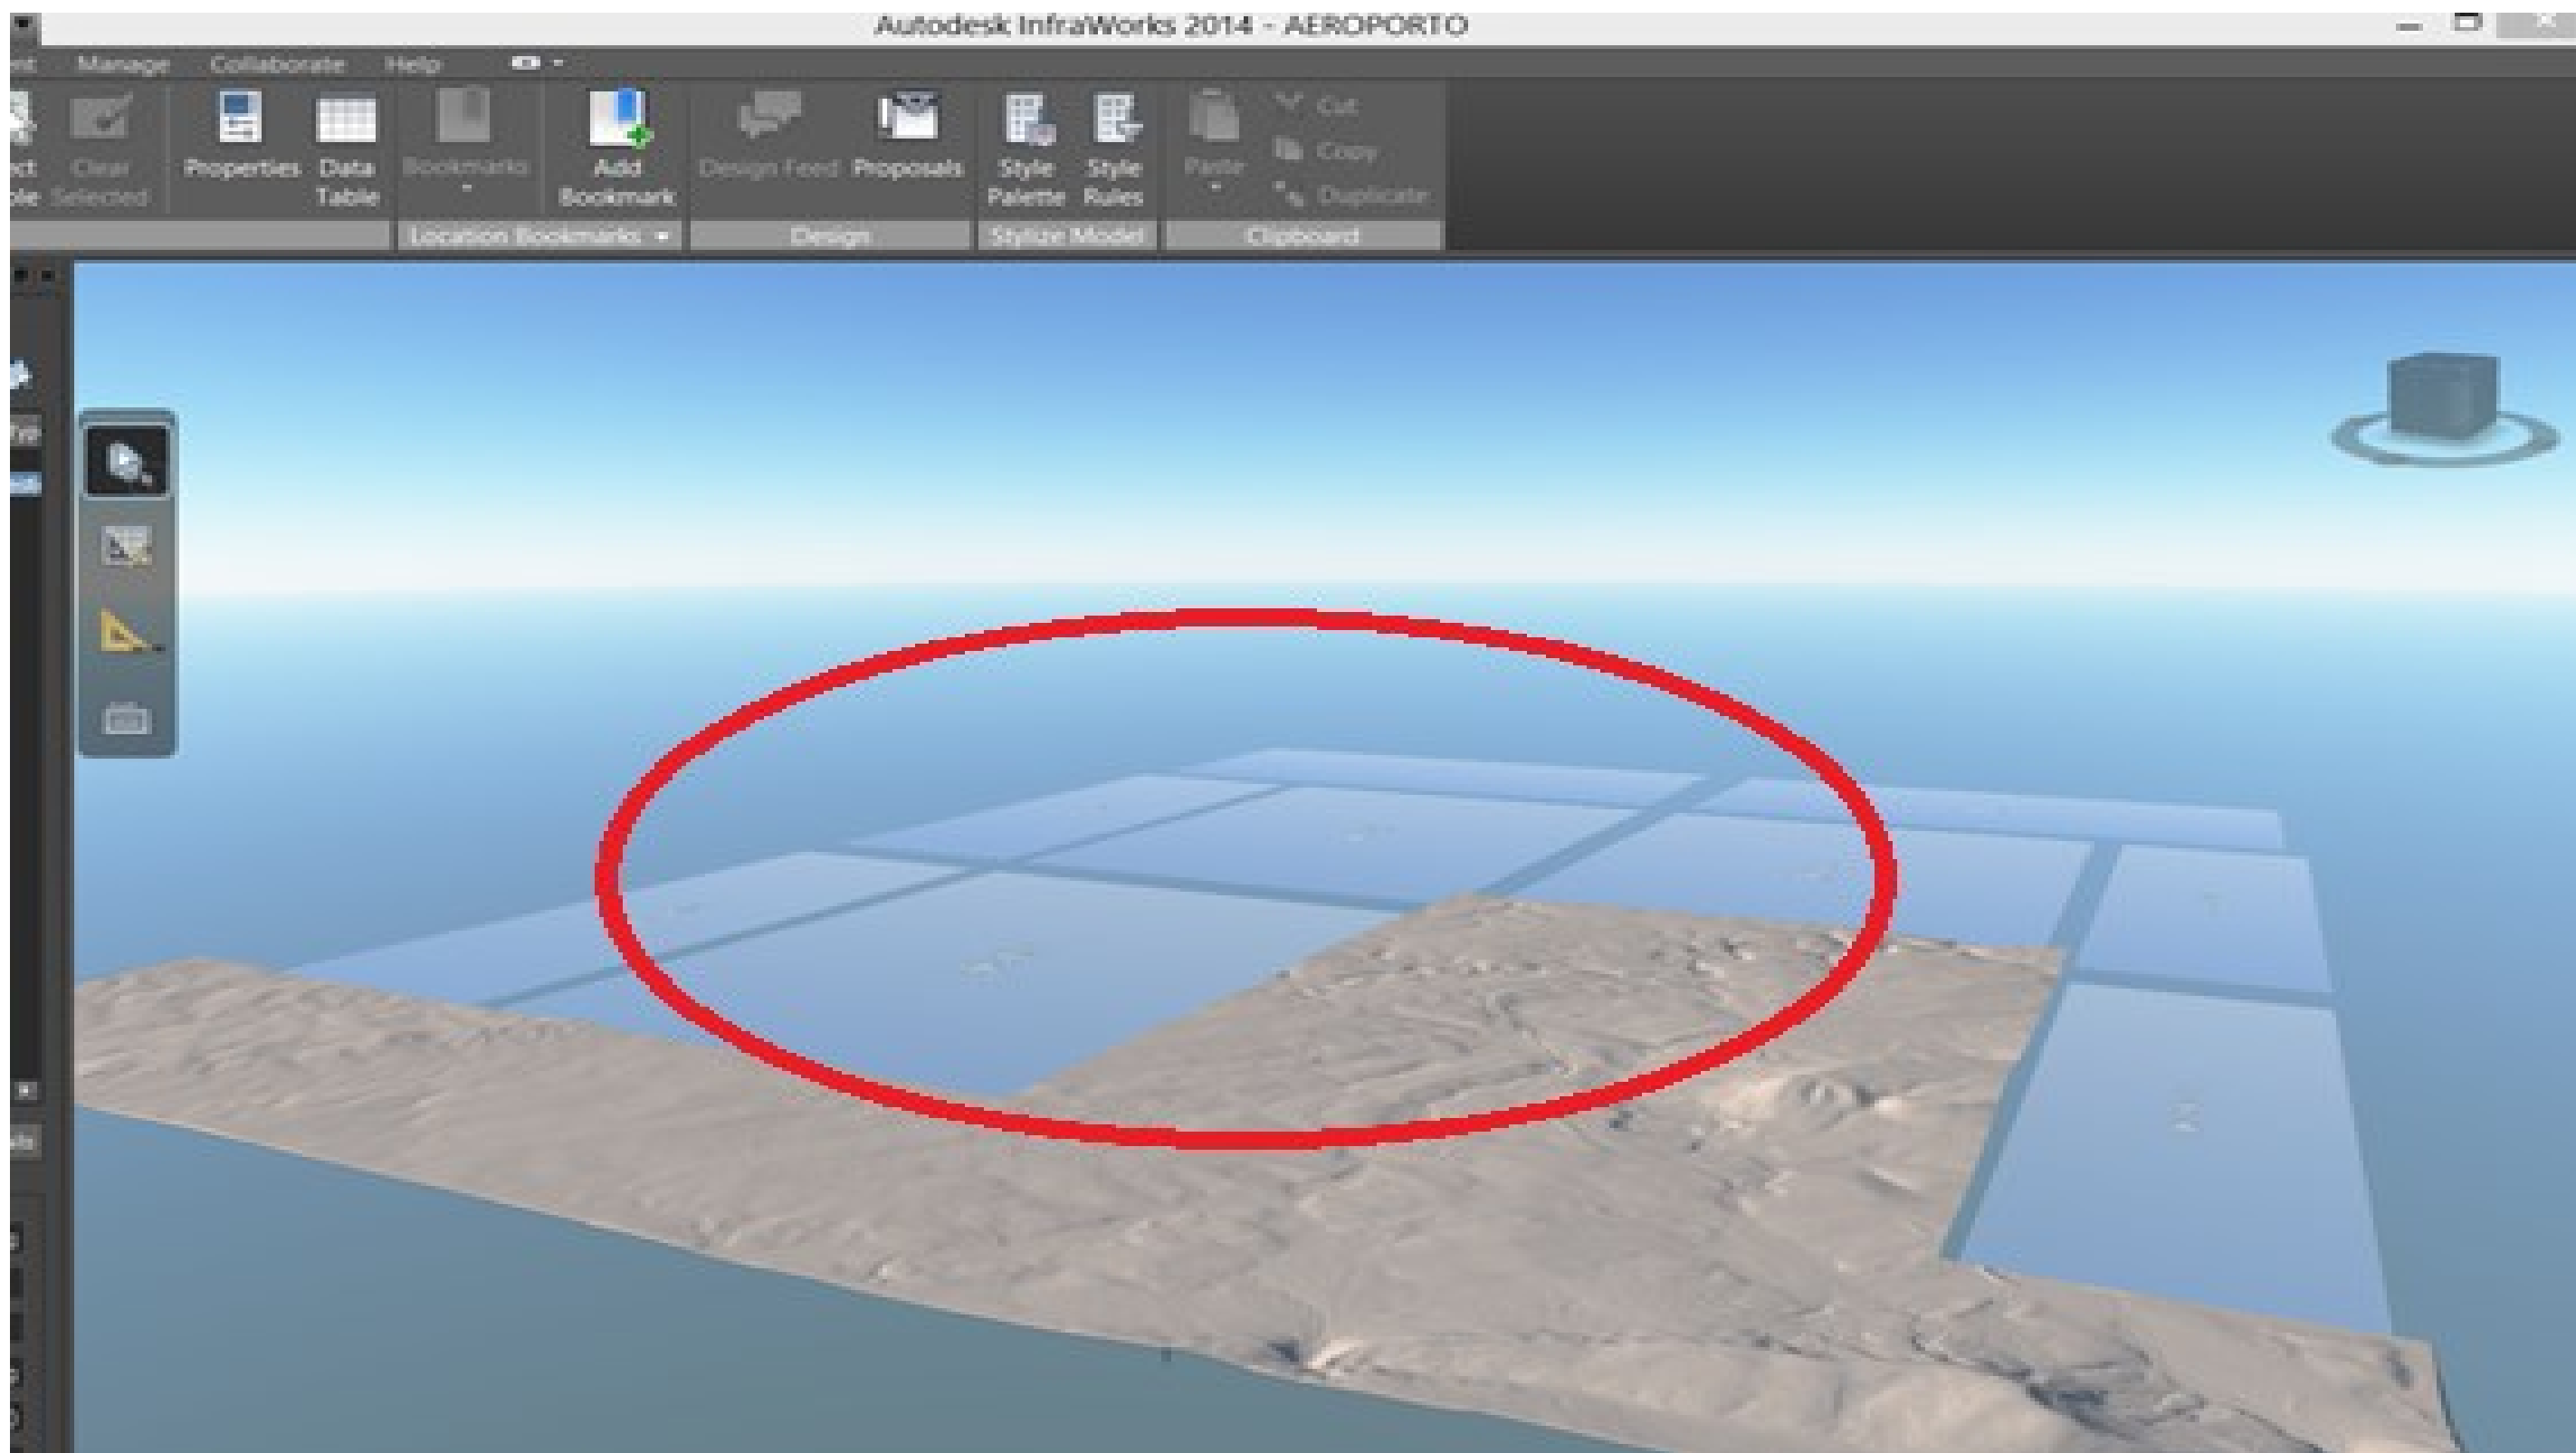 Autodesk InfraWorks 2014 - AEROPORTO
Manage Collaborate Help
Clear Selected
Properties
Data Table
Bookmarks
Add Bookmark
Design Feed
Proposals
Style Palette
Style Rules
Paste
Cut
Copy
Duplicate
Location Bookmarks
Design
Stylize Model
Clipboard